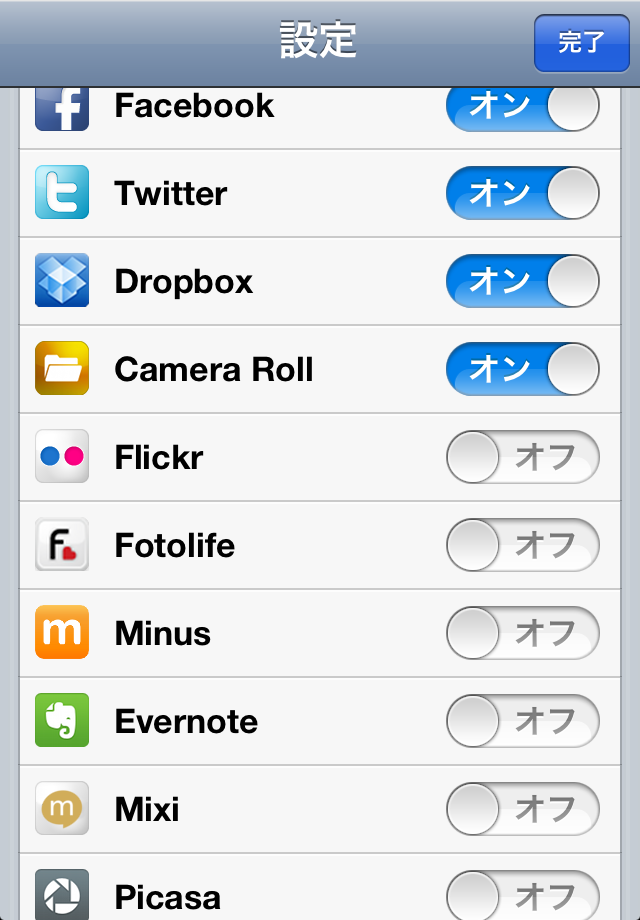 設定
完了
Facebook オン
Twitter オン
Dropbox オン
Camera Roll オン
Flickr オフ
Fotolife オフ
Minus オフ
Evernote オフ
Mixi オフ
Picasa オフ